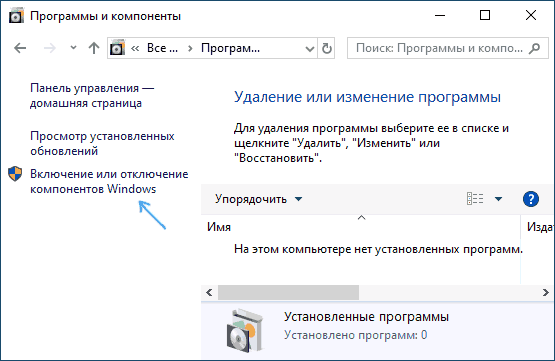 Программы и компоненты
Все ...
Програм...
Поиск: Программы и компо...
Панель управления —
домашняя страница
Просмотр установленных
обновлений
Включение или отключение
компонентов Windows
Удаление или изменение программы
Для удаления программы выберите ее в списке и
щелкните "Удалить", "Изменить" или
"Восстановить".
Упорядочить
Имя
Издат
На этом компьютере нет установленных программ.
Установленные программы
Установлено программ: 0